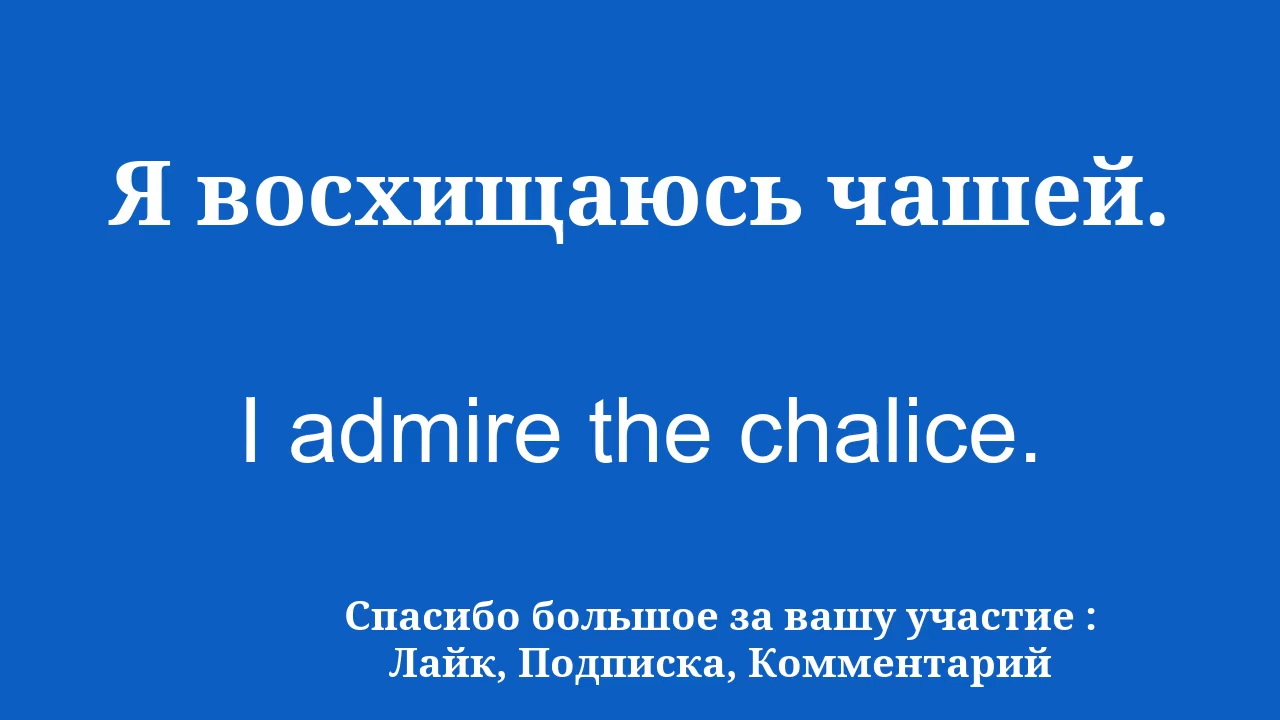 Я восхищаюсь чашей.
I admire the chalice.
Спасибо большое за вашу участие :
Лайк, Подписка, Комментарий